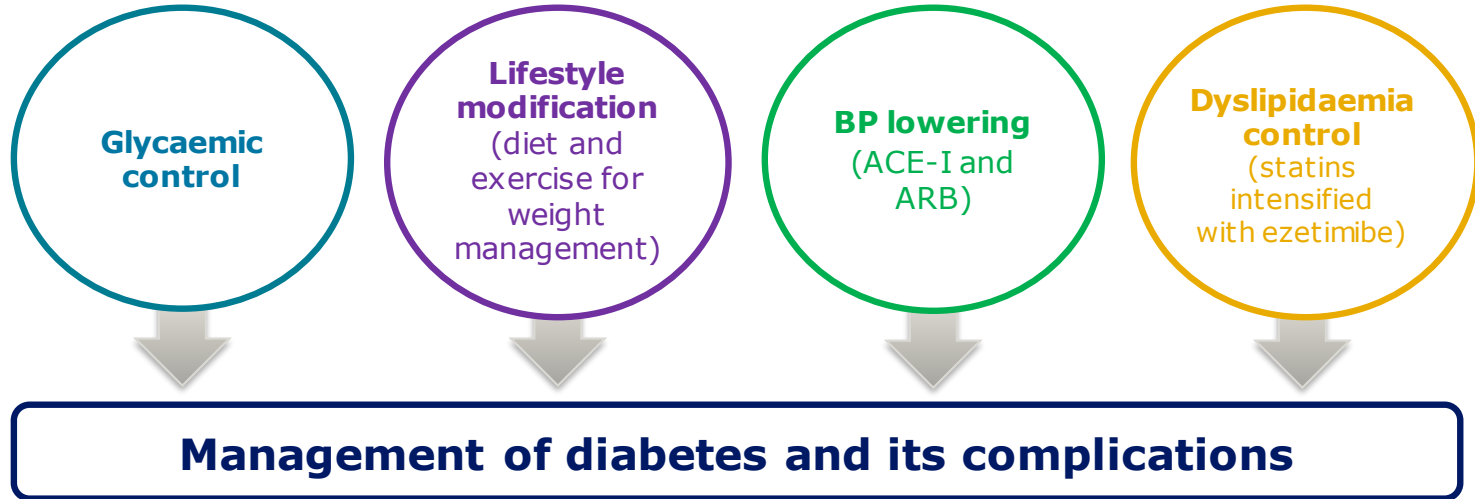 Glycaemic
control
Lifestyle
modification
(diet and
exercise for
weight
management)
BP lowering
(ACE-I and
ARB)
Dyslipidaemia
control
(statins
intensified
with ezetimibe)
Management of diabetes and its complications